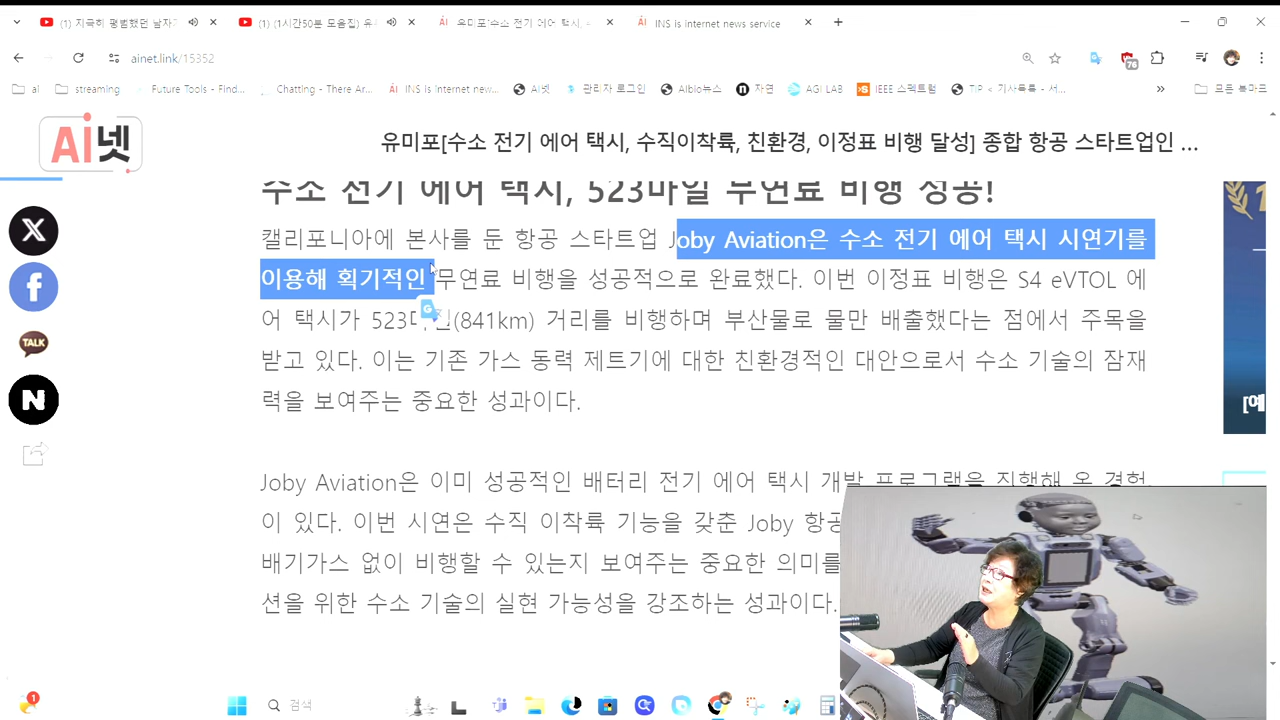 (1) 지극히 평범했던 남자가
(1) (1시간50분 모음집) 유
유미포[수소 전기 에어 택시,
INS is internet news service
ainet.link/15352
76
ai
streaming
Future Tools - Find...
Chatting - There Ar...
INS is internet new...
AI넷
관리자 로그인
AIbio뉴스
자연
AGI LAB
IEEE 스펙트럼
TIP < 기사목록 - 서...
모든 북마크
Ai넷
유미포[수소 전기 에어 택시, 수직이착륙, 친환경, 이정표 비행 달성] 종합 항공 스타트업인 ...
수소 전기 에어 택시, 523마일 무연료 비행 성공!
캘리포니아에 본사를 둔 항공 스타트업 Joby Aviation은 수소 전기 에어 택시 시연기를
이용해 획기적인 무연료 비행을 성공적으로 완료했다. 이번 이정표 비행은 S4 eVTOL 에
어 택시가 523마일(841km) 거리를 비행하며 부산물로 물만 배출했다는 점에서 주목을
받고 있다. 이는 기존 가스 동력 제트기에 대한 친환경적인 대안으로서 수소 기술의 잠재
력을 보여주는 중요한 성과이다.
Joby Aviation은 이미 성공적인 배터리 전기 에어 택시 개발 프로그램을 진행해 온 경험
이 있다. 이번 시연은 수직 이착륙 기능을 갖춘 Joby 항공
배기가스 없이 비행할 수 있는지 보여주는 중요한 의미를
션을 위한 수소 기술의 실현 가능성을 강조하는 성과이다.
TALK
N
[예
1
검색